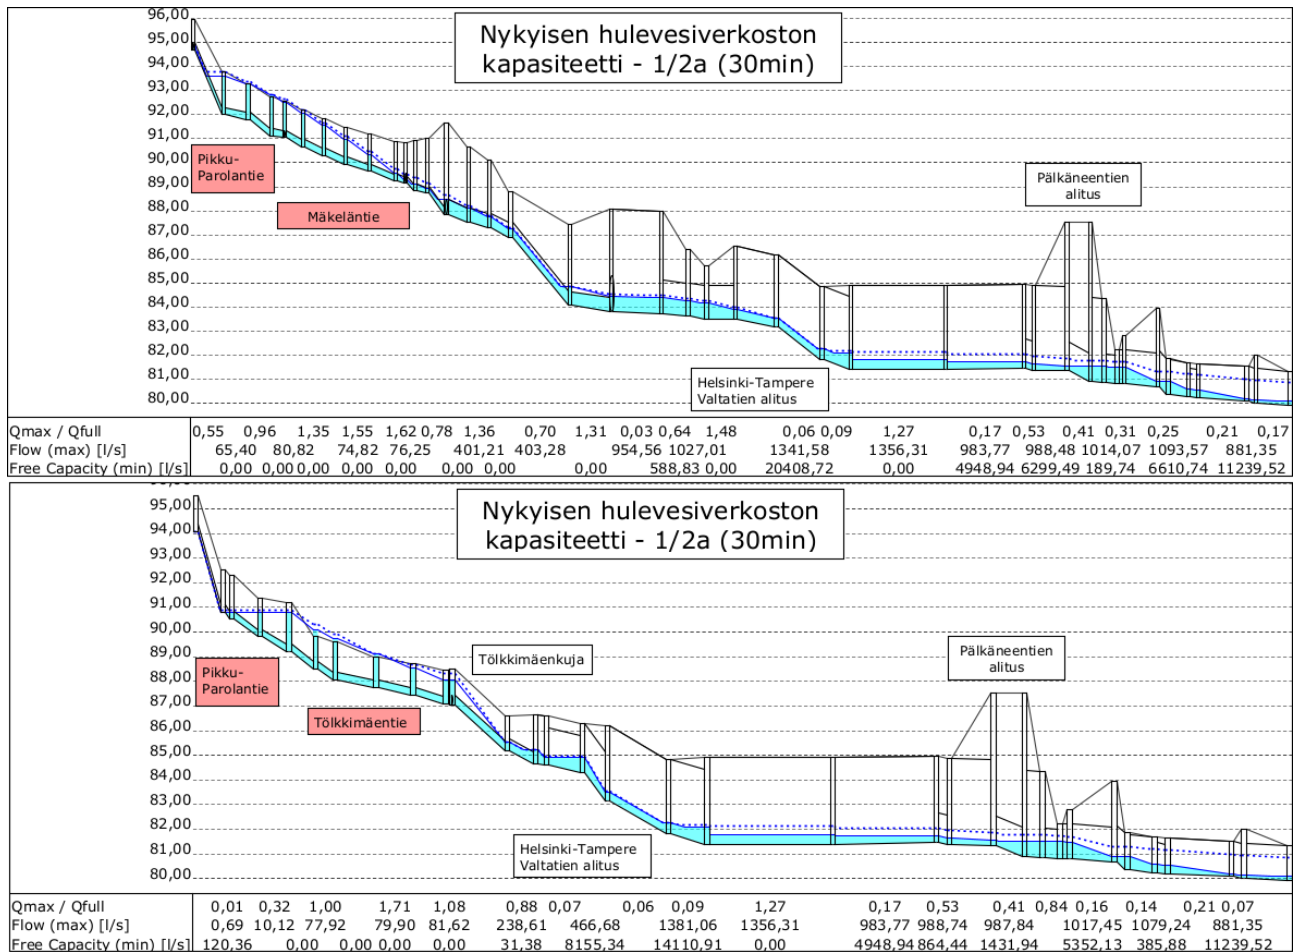 96,00
95,00
94,00
93,00
92,00
91,00
90,00
89,00
88,00
87,00
86,00
85,00
84,00
83,00
82,00
81,00
80,00
Nykyisen hulevesiverkoston
kapasiteetti - 1/2a (30min)
Pikku-
Parolantie
Mäkeläntie
Pälkäneentien
alitus
Helsinki-Tampere
Valtatien alitus
Qmax / Qfull 0,55 0,96 1,35 1,55 1,62 0,78 1,36 0,70 1,31 0,03 0,64 1,48 0,06 0,09 1,27 0,17 0,53 0,41 0,31 0,25 0,21 0,17
Flow (max) [l/s] 65,40 80,82 74,82 76,25 401,21 403,28 954,56 1027,01 1341,58 1356,31 983,77 988,48 1014,07 1093,57 881,35
Free Capacity (min) [l/s] 0,00 0,00 0,00 0,00 0,00 0,00 0,00 0,00 588,83 0,00 20408,72 0,00 4948,94 6299,49 189,74 6610,74 11239,52
95,00
94,00
93,00
92,00
91,00
90,00
89,00
88,00
87,00
86,00
85,00
84,00
83,00
82,00
81,00
80,00
Nykyisen hulevesiverkoston
kapasiteetti - 1/2a (30min)
Pikku-
Parolantie
Tölkkimäentie
Tölkkimäenkuja
Pälkäneentien
alitus
Helsinki-Tampere
Valtatien alitus
Qmax / Qfull 0,01 0,32 1,00 1,71 1,08 0,88 0,07 0,06 0,09 1,27 0,17 0,53 0,41 0,84 0,16 0,14 0,21 0,07
Flow (max) [l/s] 0,69 10,12 77,92 79,90 81,62 238,61 466,68 1381,06 1356,31 983,77 988,74 987,84 1017,45 1079,24 881,35
Free Capacity (min) [l/s] 120,36 0,00 0,00 0,00 0,00 31,38 8155,34 14110,91 0,00 4948,94 864,44 1431,94 5352,13 385,88 11239,52